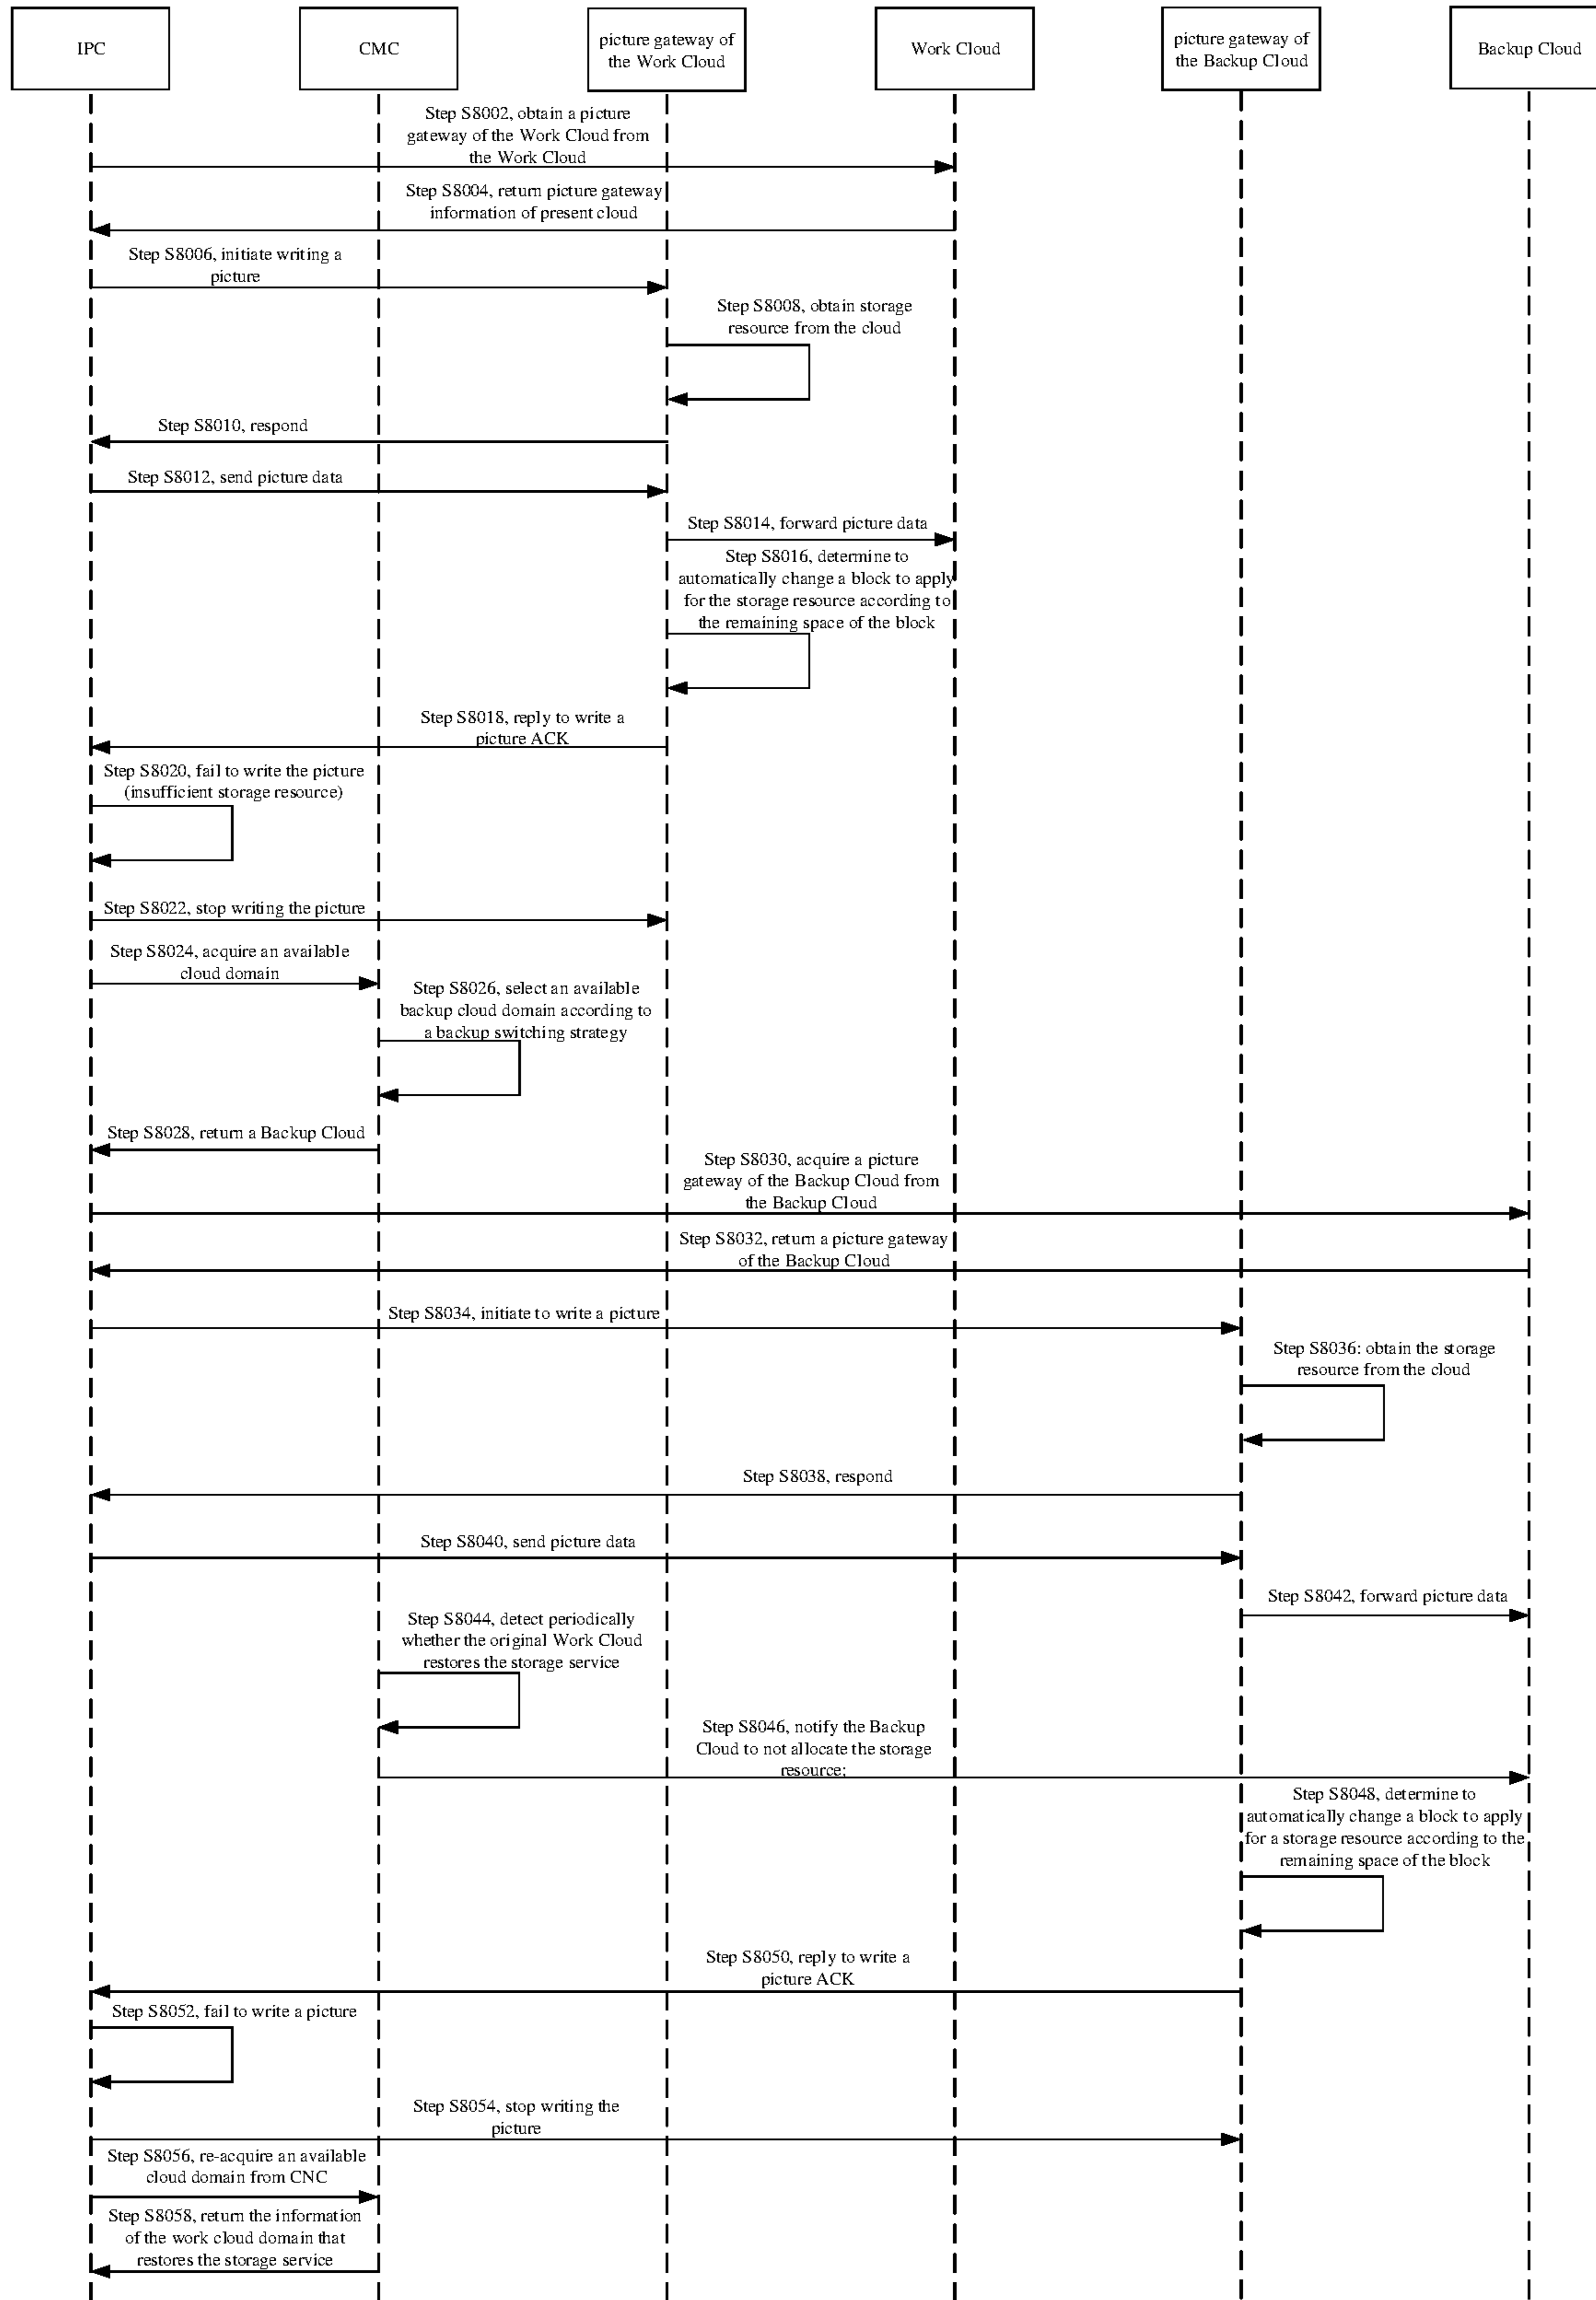 IPC
CMC
picture gateway of
the Work Cloud
Work Cloud
picture gateway of
the Backup Cloud
Backup Cloud
Step S8002, obtain a picture
gateway of the Work Cloud from
the Work Cloud
Step S8004, return picture gateway
information of present cloud
Step S8006, initiate writing a
picture
Step S8008, obtain storage
resource from the cloud
Step S8010, respond
Step S8012, send picture data
Step S8014, forward picture data
Step S8016, determine to
automatically change a block to apply
for the storage resource according to
the remaining space of the block
Step S8018, reply to write a
picture ACK
Step S8020, fail to write the picture
(insufficient storage resource)
Step S8022, stop writing the picture
Step S8024, acquire an available
cloud domain
Step S8026, select an available
backup cloud domain according to
a backup switching strategy
Step S8028, return a Backup Cloud
Step S8030, acquire a picture
gateway of the Backup Cloud from
the Backup Cloud
Step S8032, return a picture gateway
of the Backup Cloud
Step S8034, initiate to write a picture
Step S8036: obtain the storage
resource from the cloud
Step S8038, respond
Step S8040, send picture data
Step S8042, forward picture data
Step S8044, detect periodically
whether the original Work Cloud
restores the storage service
Step S8046, notify the Backup
Cloud to not allocate the storage
resource;
Step S8048, determine to
automatically change a block to apply
for a storage resource according to the
remaining space of the block
Step S8050, reply to write a
picture ACK
Step S8052, fail to write a picture
Step S8054, stop writing the
picture
Step S8056, re-acquire an available
cloud domain from CNC
Step S8058, return the information
of the work cloud domain that
restores the storage service